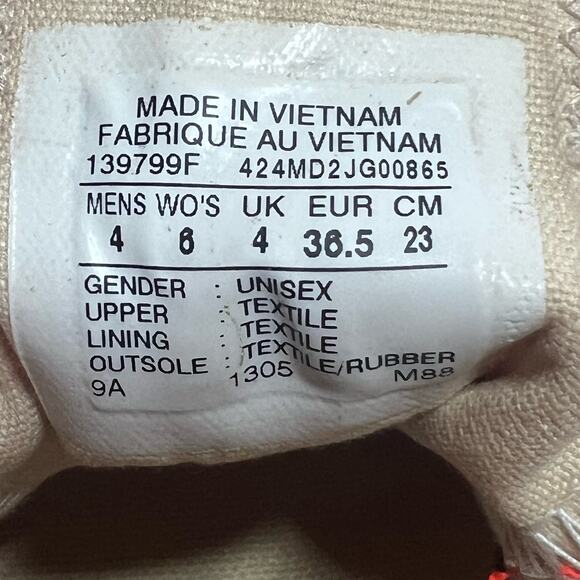 MADE IN VIETNAM
FABRIQUE AU VIETNAM
139799F 424MD2JG00865
MENS WO'S UK EUR CM
4 6 4 36.5 23
GENDER : UNISEX
UPPER : TEXTILE
LINING : TEXTILE
OUTSOLE : TEXTILE/RUBBER
9A 1305 M88